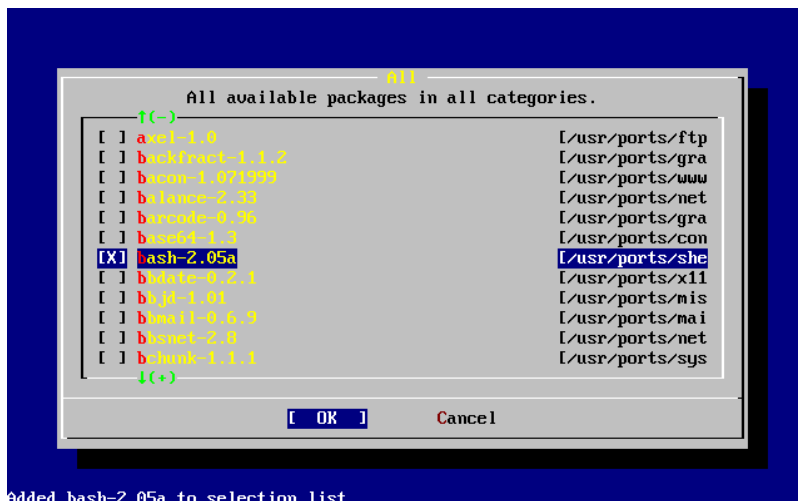 All
All available packages in all categories.
↑(-)
[ ] axel-1.0 [/usr/ports/ftp
[ ] backfract-1.1.2 [/usr/ports/gra
[ ] bacon-1.071999 [/usr/ports/www
[ ] balance-2.33 [/usr/ports/net
[ ] barcode-0.96 [/usr/ports/gra
[ ] base64-1.3 [/usr/ports/con
[X] bash-2.05a [/usr/ports/she
[ ] bbdate-0.2.1 [/usr/ports/x11
[ ] bbjd-1.01 [/usr/ports/mis
[ ] bbmail-0.6.9 [/usr/ports/mai
[ ] bbsnet-2.8 [/usr/ports/net
[ ] bchunk-1.1.1 [/usr/ports/sys
↓(+)
[ OK ] Cancel
Added bash-2.05a to selection list